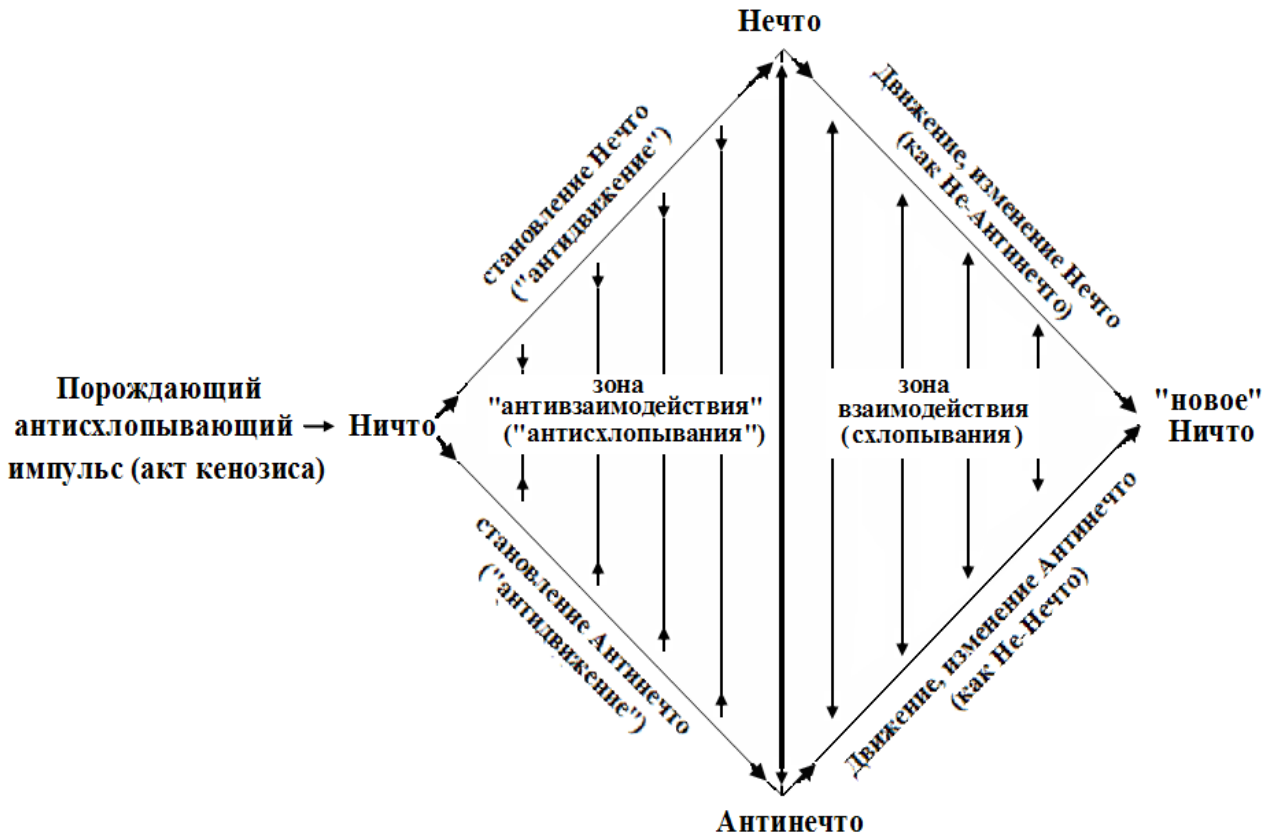 Нечто
становление Нечто
("антидвижение")
Движение, изменение Нечто
(как Не-Антинечто)
Порождающий
антисхлопывающий
импульс (акт кенозиса)
Ничто
зона
"антивзаимодействия"
("антисхлопывания")
зона
взаимодействия
(схлопывания)
"новое"
Ничто
становление Антинечто
("антидвижение")
Движение, изменение Антинечто
(как Не-Нечто)
Антинечто